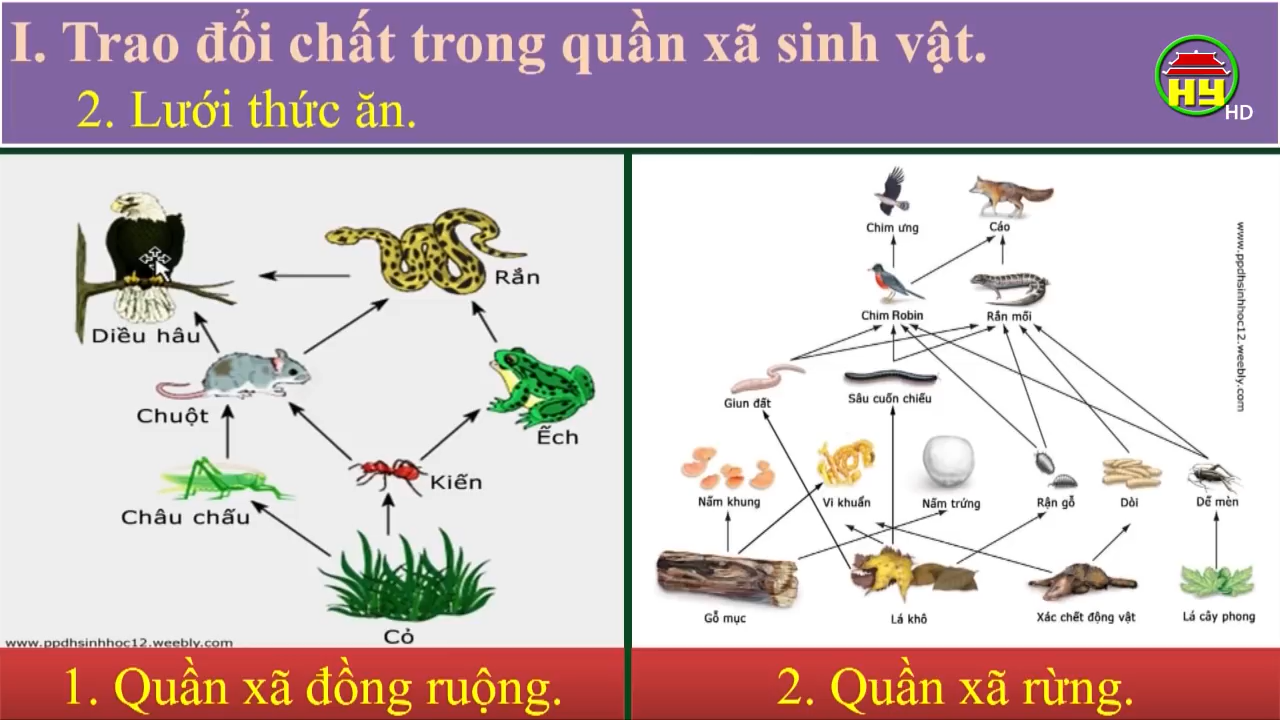 I. Trao đổi chất trong quần xã sinh vật.
2. Lưới thức ăn.
HY
HD
Diều hâu
Rắn
Chuột
Ếch
Châu chấu
Kiến
Cỏ
www.ppdhsinhhoc12.weebly.com
1. Quần xã đồng ruộng.
Chim ưng
Cáo
Chim Robin
Rắn mối
Giun đất
Sâu cuốn chiếu
Nấm khung
Vi khuẩn
Nấm trứng
Rận gỗ
Dòi
Dế mèn
Gỗ mục
Lá khô
Xác chết động vật
Lá cây phong
www.ppdhsinhhoc12.weebly.com
2. Quần xã rừng.